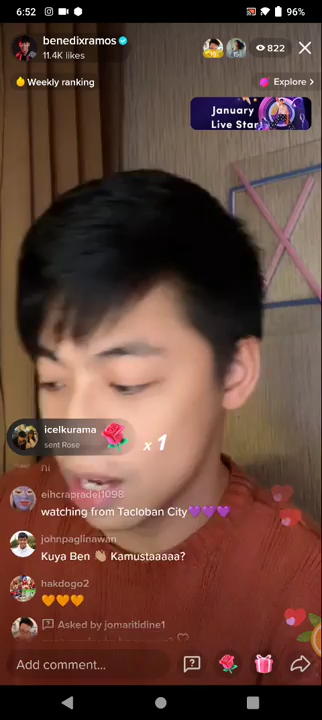 6:52
96%
benedixramos
11.4K likes
822
Weekly ranking
Explore >
January
Live Star
icelkurama
sent Rose
x 1
ni
eihcrapradel1098
watching from Tacloban City💜💜💜
johnpaglinawan
Kuya Ben 👋🏼 Kamustaaaaa?
hakdogo2
🧡🧡🧡
Asked by jomaritidine1
Add comment...